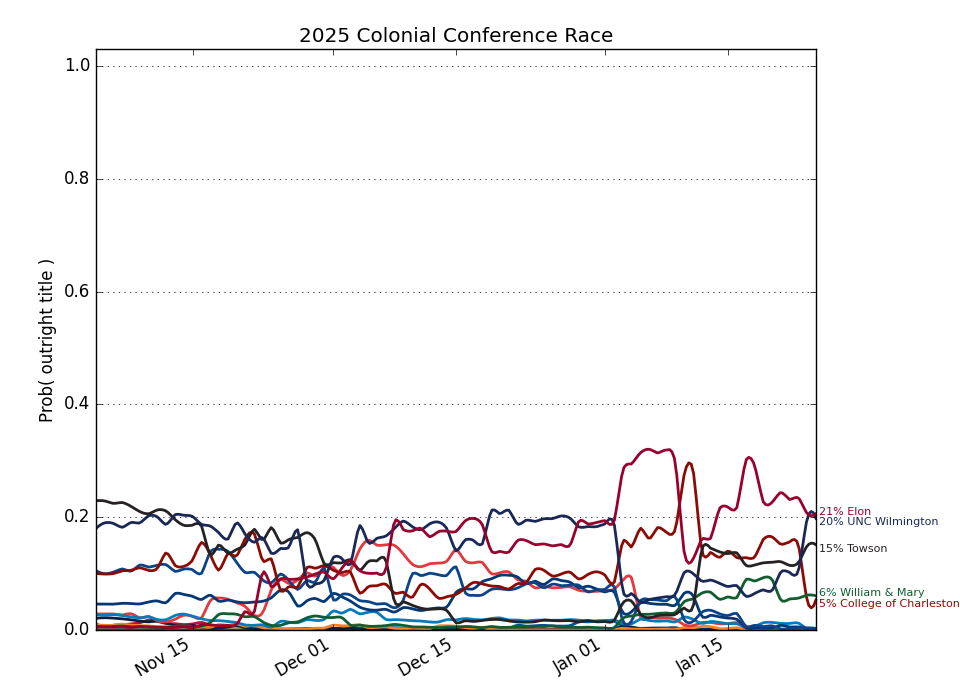 2025 Colonial Conference Race
Prob( outright title )
1.0
0.8
0.6
0.4
0.2
0.0
21% Elon
20% UNC Wilmington
15% Towson
6% William & Mary
5% College of Charleston
Nov 15
Dec 01
Dec 15
Jan 01
Jan 15